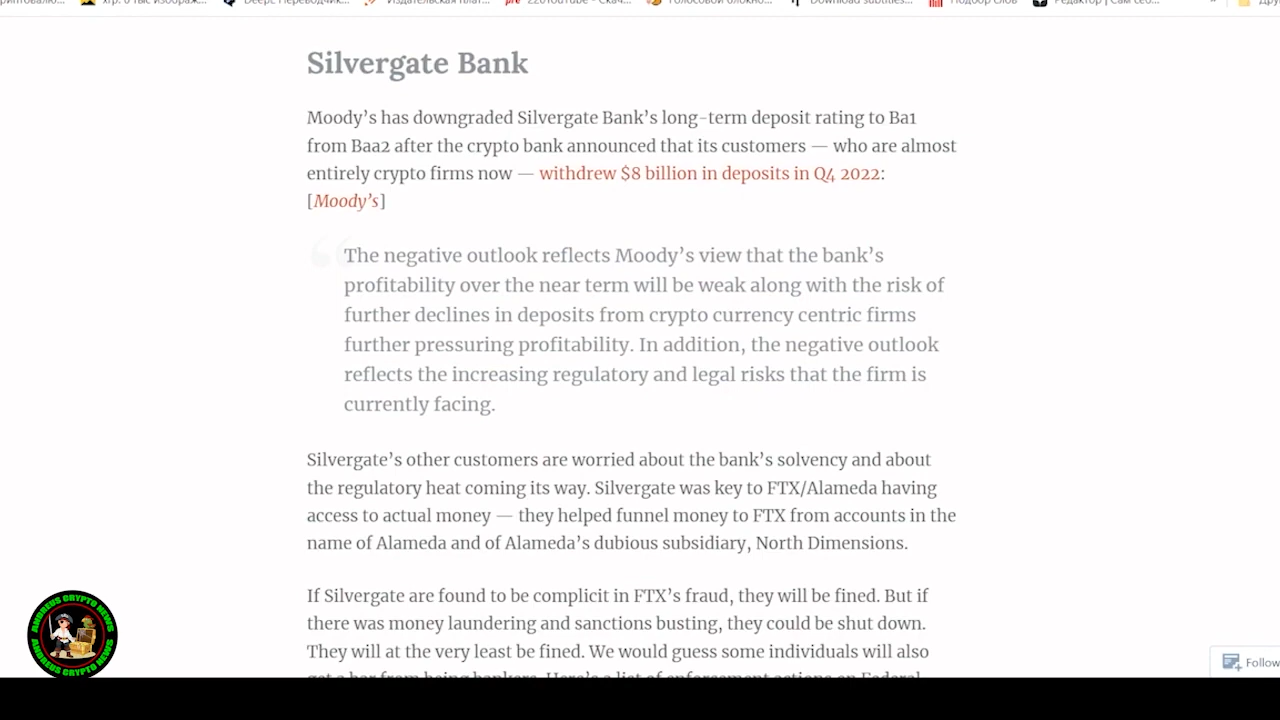 Silvergate Bank
Moody’s has downgraded Silvergate Bank’s long-term deposit rating to Ba1
from Baa2 after the crypto bank announced that its customers — who are almost
entirely crypto firms now — withdrew $8 billion in deposits in Q4 2022:
[Moody’s]
“The negative outlook reflects Moody’s view that the bank’s
profitability over the near term will be weak along with the risk of
further declines in deposits from crypto currency centric firms
further pressuring profitability. In addition, the negative outlook
reflects the increasing regulatory and legal risks that the firm is
currently facing.
Silvergate’s other customers are worried about the bank’s solvency and about
the regulatory heat coming its way. Silvergate was key to FTX/Alameda having
access to actual money — they helped funnel money to FTX from accounts in the
name of Alameda and of Alameda’s dubious subsidiary, North Dimensions.
If Silvergate are found to be complicit in FTX’s fraud, they will be fined. But if
there was money laundering and sanctions busting, they could be shut down.
They will at the very least be fined. We would guess some individuals will also
ANDREUS CRYPTO NEWS
ANDREUS CRYPTO NEWS
Follow